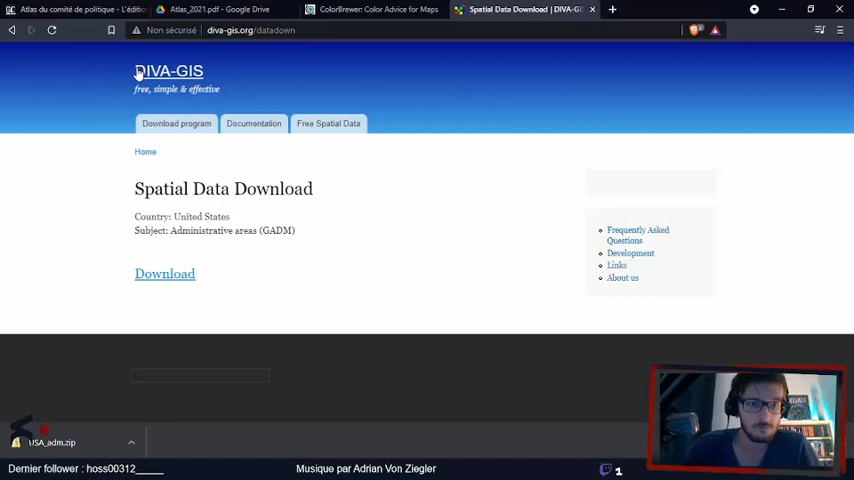 Atlas du comité de politique - L'éditio
Atlas_2021.pdf - Google Drive
ColorBrewer: Color Advice for Maps
Spatial Data Download | DIVA-GI
Non sécurisé diva-gis.org/datadown
DIVA-GIS
free, simple & effective
Download program
Documentation
Free Spatial Data
Home
Spatial Data Download
Country: United States
Subject: Administrative areas (GADM)
Download
Frequently Asked
Questions
Development
Links
About us
USA_adm.zip
Dernier follower : hoss00312_____
Musique par Adrian Von Ziegler
1